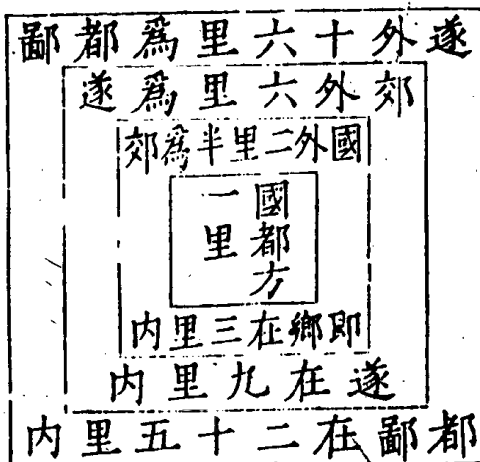 遂外十六里爲都鄙
郊外六里爲遂
國外二里半爲郊
國都方
一里
即鄉在三里内
遂在九里内
都鄙在二十五里内